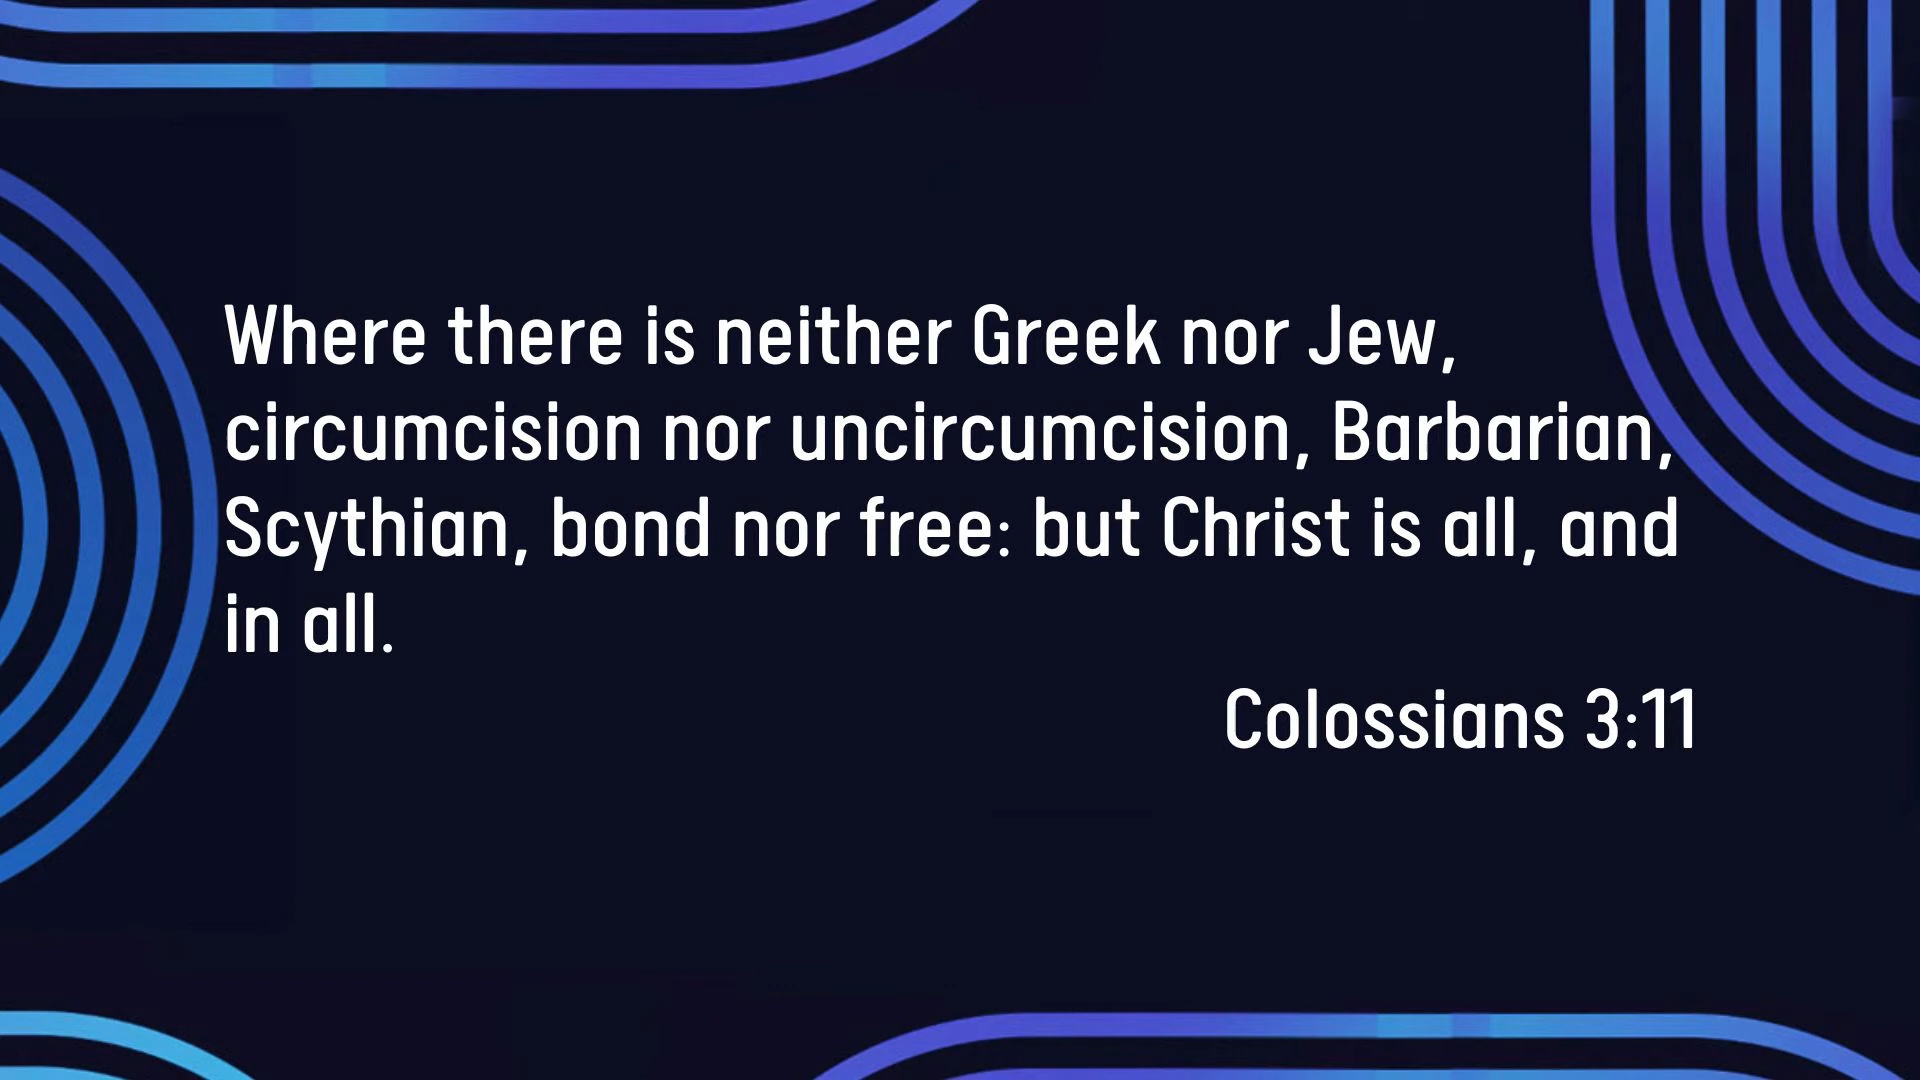 Where there is neither Greek nor Jew,
circumcision nor uncircumcision, Barbarian,
Scythian, bond nor free: but Christ is all, and
in all.
Colossians 3:11